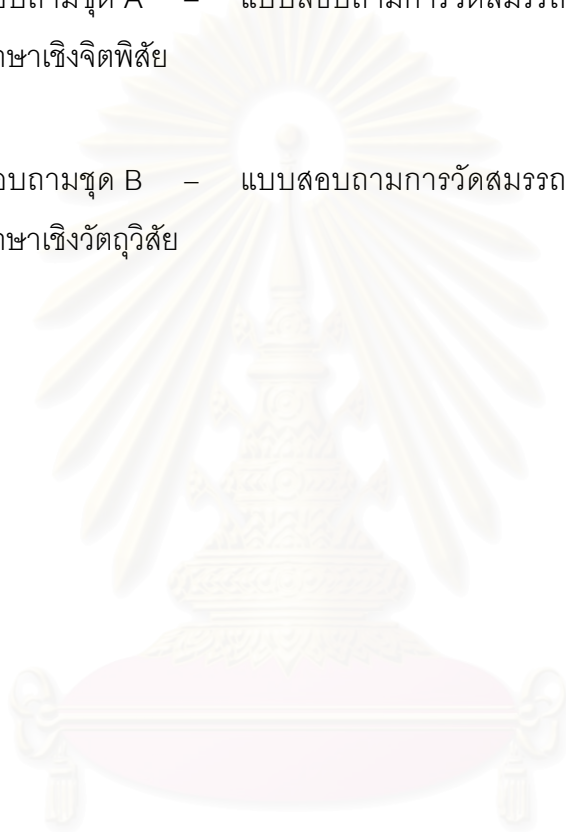 บบถามชุด A – แบบสอบถามการวัดสมรรถ
าษาเชิงจิตพิสัย
อบถามชุด B – แบบสอบถามการวัดสมรรถ
าษาเชิงวัตถุวิสัย